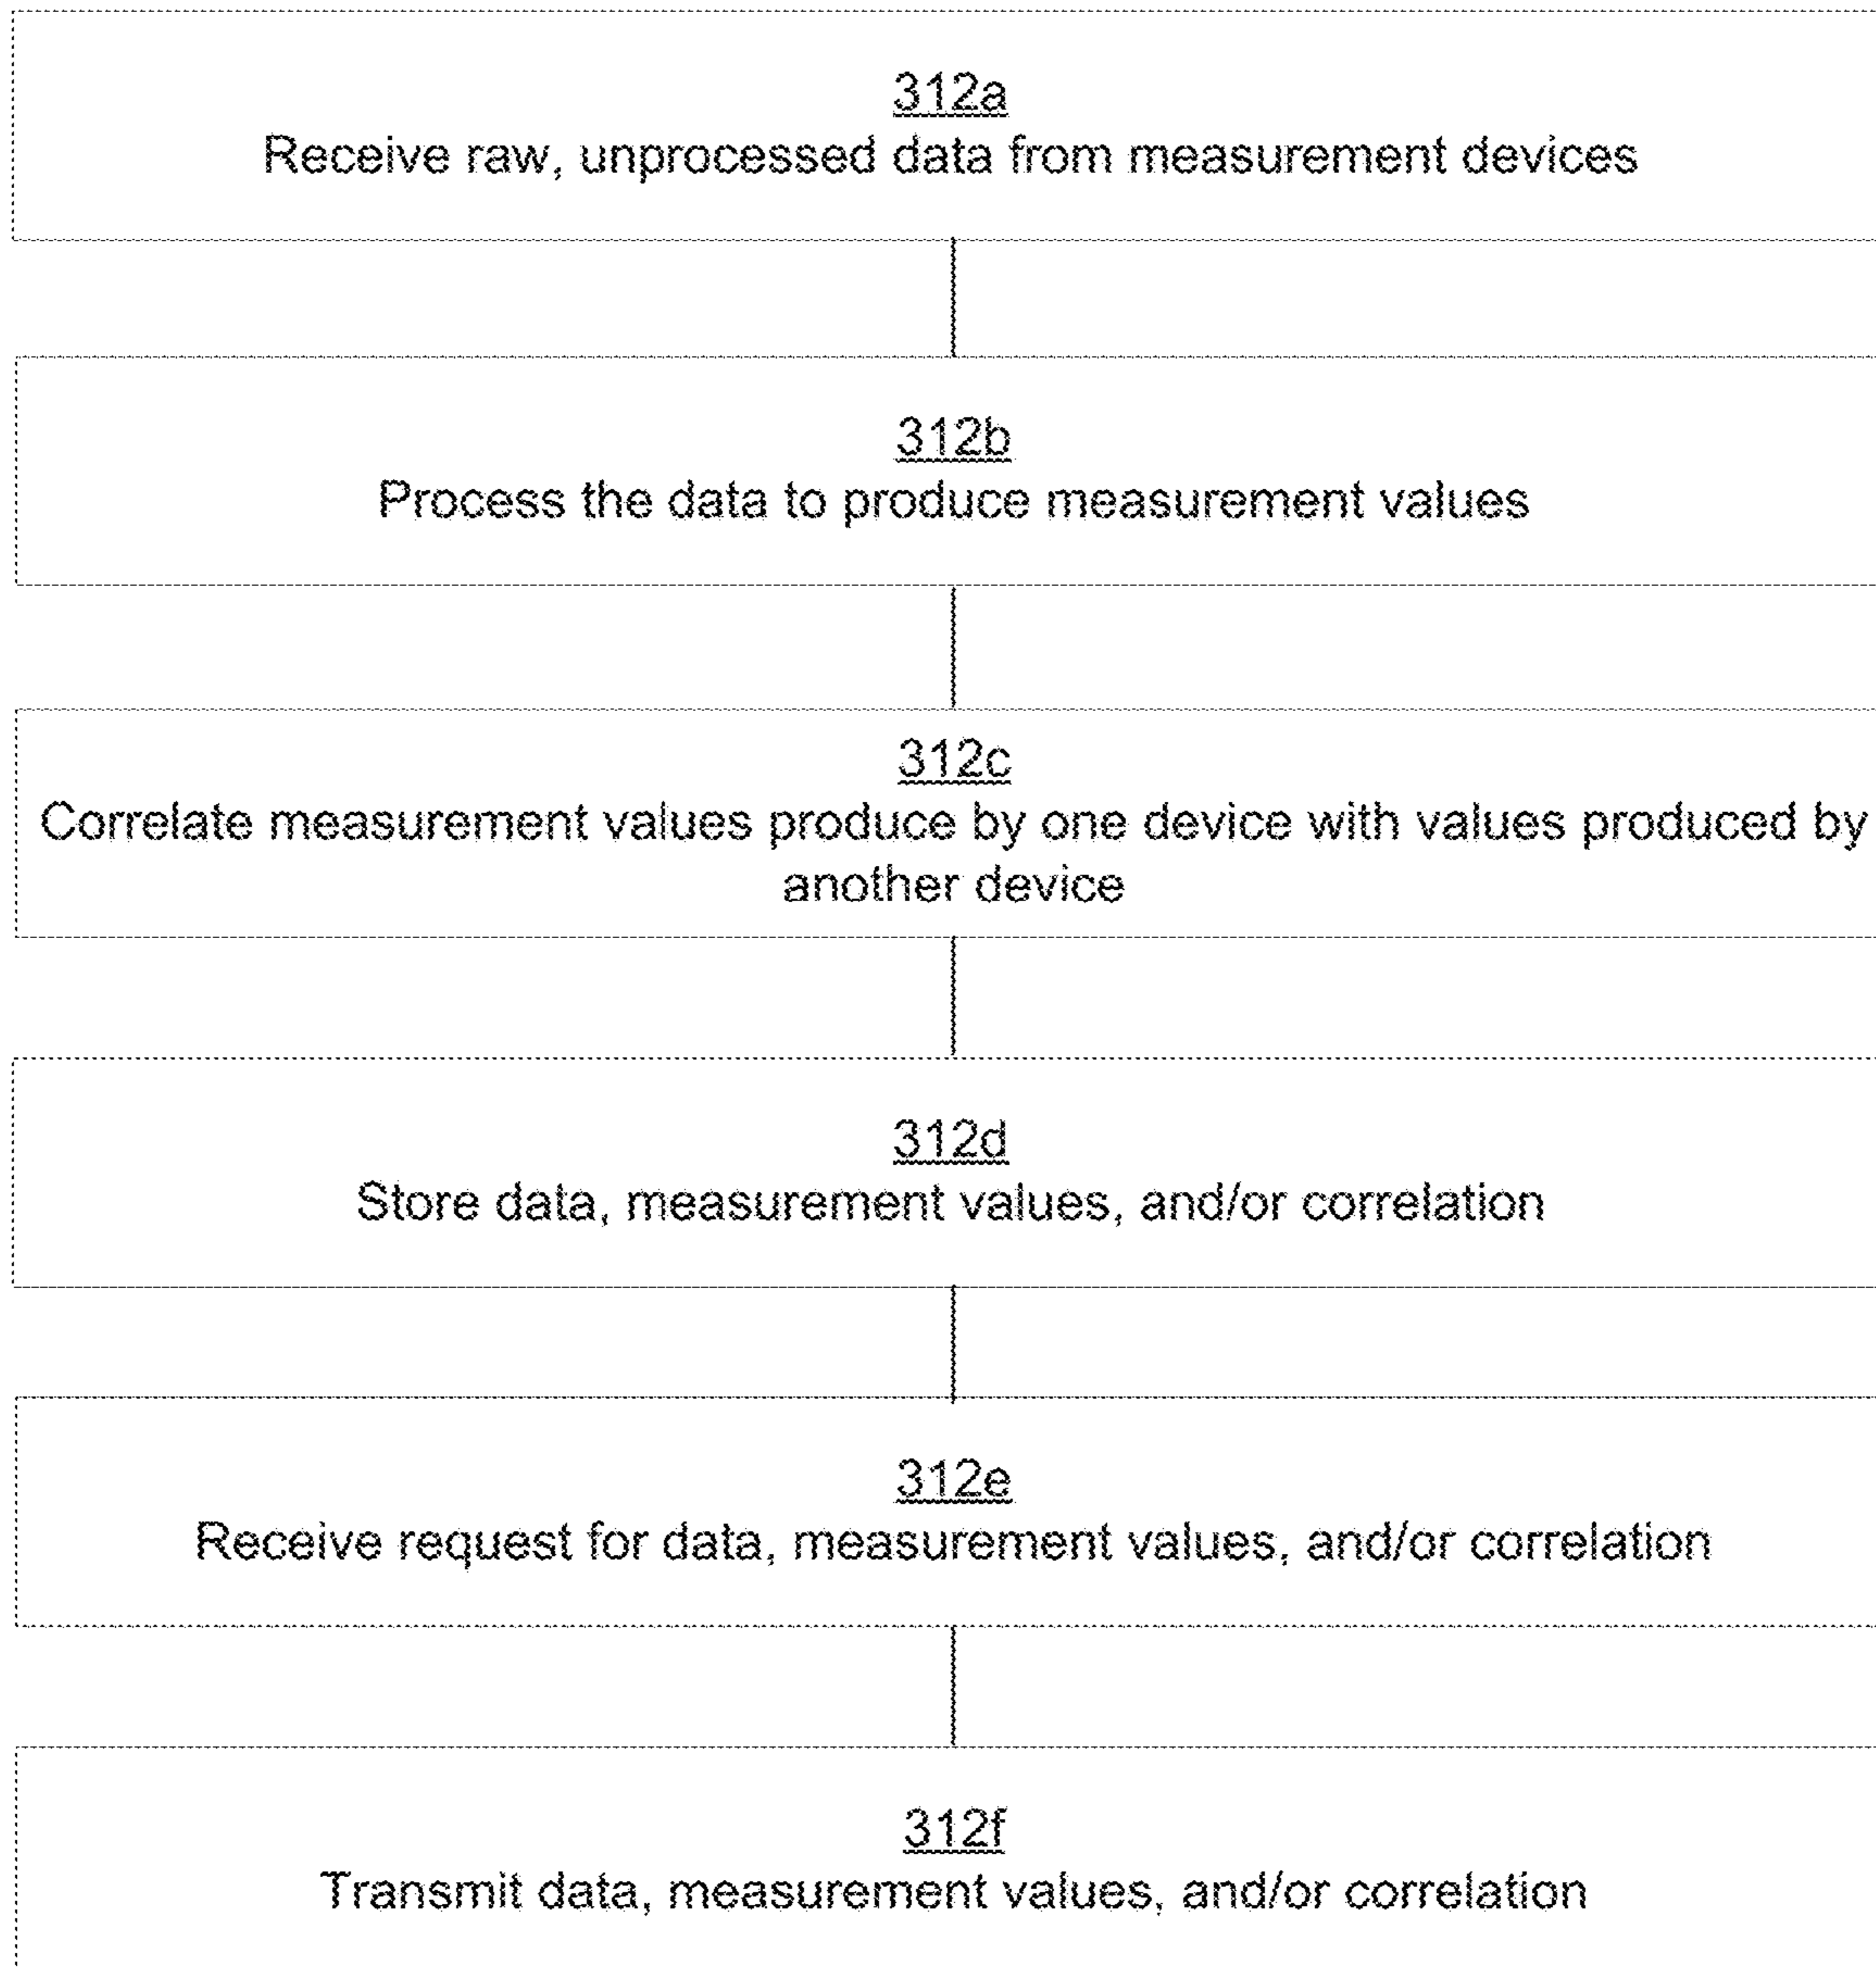 312a
Receive raw, unprocessed data from measurement devices
312b
Process the data to produce measurement values
312c
Correlate measurement values produce by one device with values produced by
another device
312d
Store data, measurement values, and/or correlation
312e
Receive request for data, measurement values, and/or correlation
312f
Transmit data, measurement values, and/or correlation